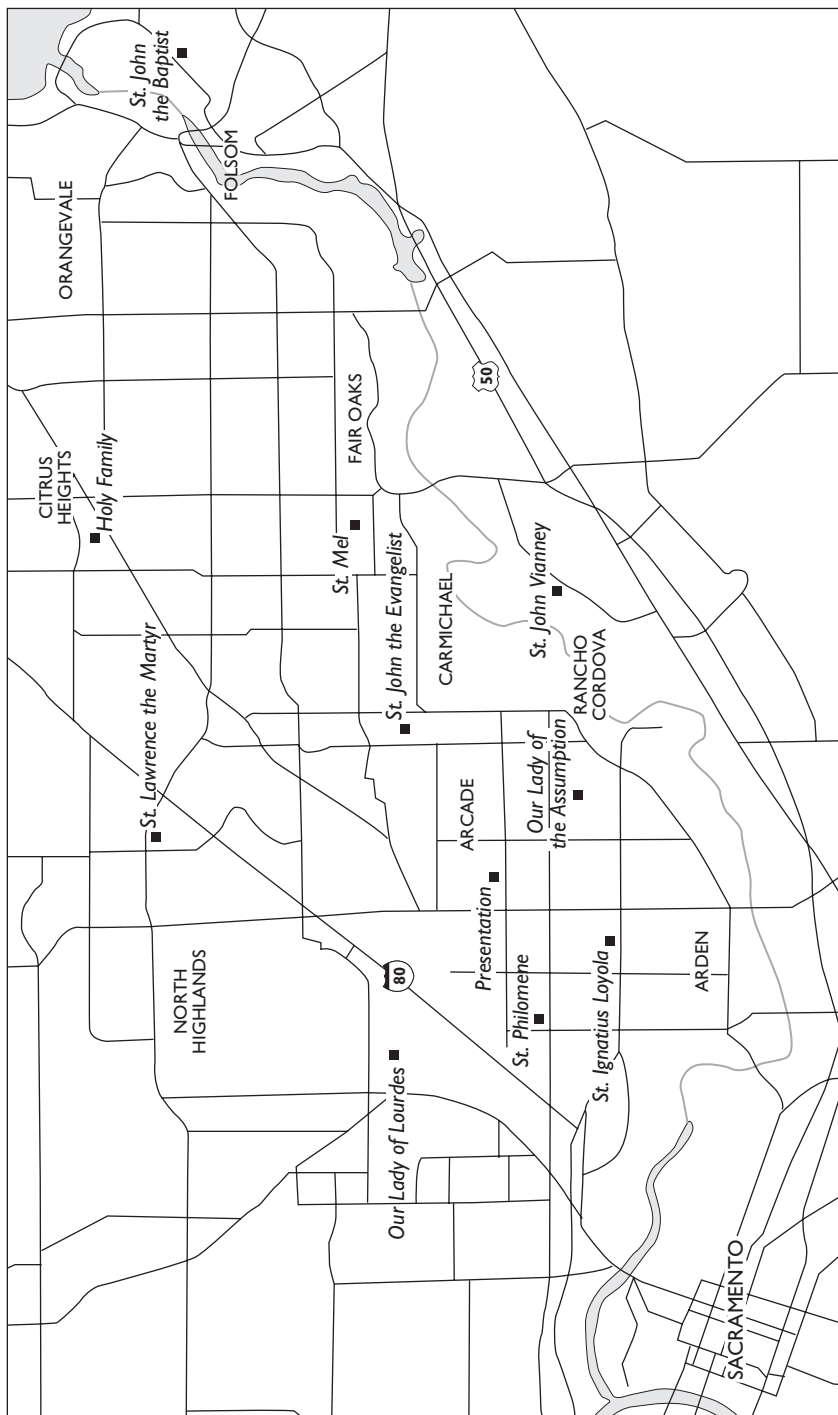 St. John
the Baptist
FOLSOM
ORANGEVALE
CITRUS
HEIGHTS
Holy Family
FAIR OAKS
50
St. Mel
St. Lawrence the Martyr
St. John the Evangelist
CARMICHAEL
St. John Vianney
RANCHO
CORDOVA
Our Lady of
the Assumption
ARCADE
Presentation
NORTH
HIGHLANDS
80
St. Philomene
St. Ignatius Loyola
ARDEN
Our Lady of Lourdes
SACRAMENTO